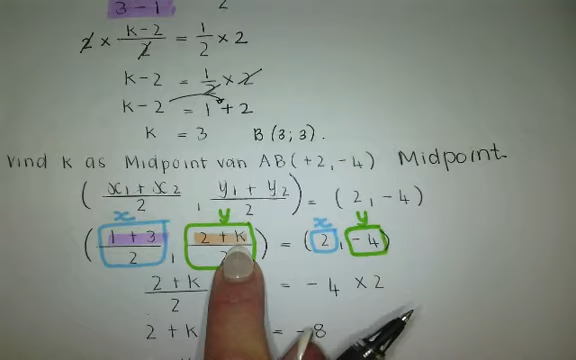 3 - 1 2
2 × k-2/2 = 1/2 × 2
k-2 = 1/2 × 2
k-2 = 1 + 2
k = 3 B(3;3).
Vind k as Midpoint van AB(+2,-4) Midpoint
(x₁+x₂/2, y₁+y₂/2) = (2,-4)
x y x y
(1+3/2, 2+k/2) = (2,-4)
2+k/2 = -4 × 2
2+k = -8